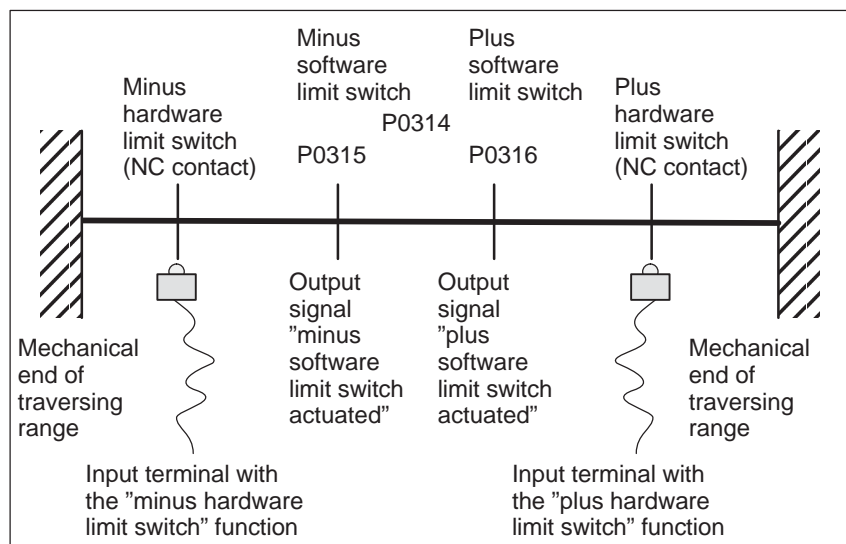 Minus
software
limit switch
Plus
software
limit switch
P0314
Minus
hardware
limit switch
(NC contact)
P0315
P0316
Plus
hardware
limit switch
(NC contact)
Mechanical
end of
traversing
range
Output
signal
”minus
software
limit switch
actuated”
Output
signal
”plus
software
limit switch
actuated”
Mechanical
end of
traversing
range
Input terminal with
the ”minus hardware
limit switch” function
Input terminal with
the ”plus hardware
limit switch” function